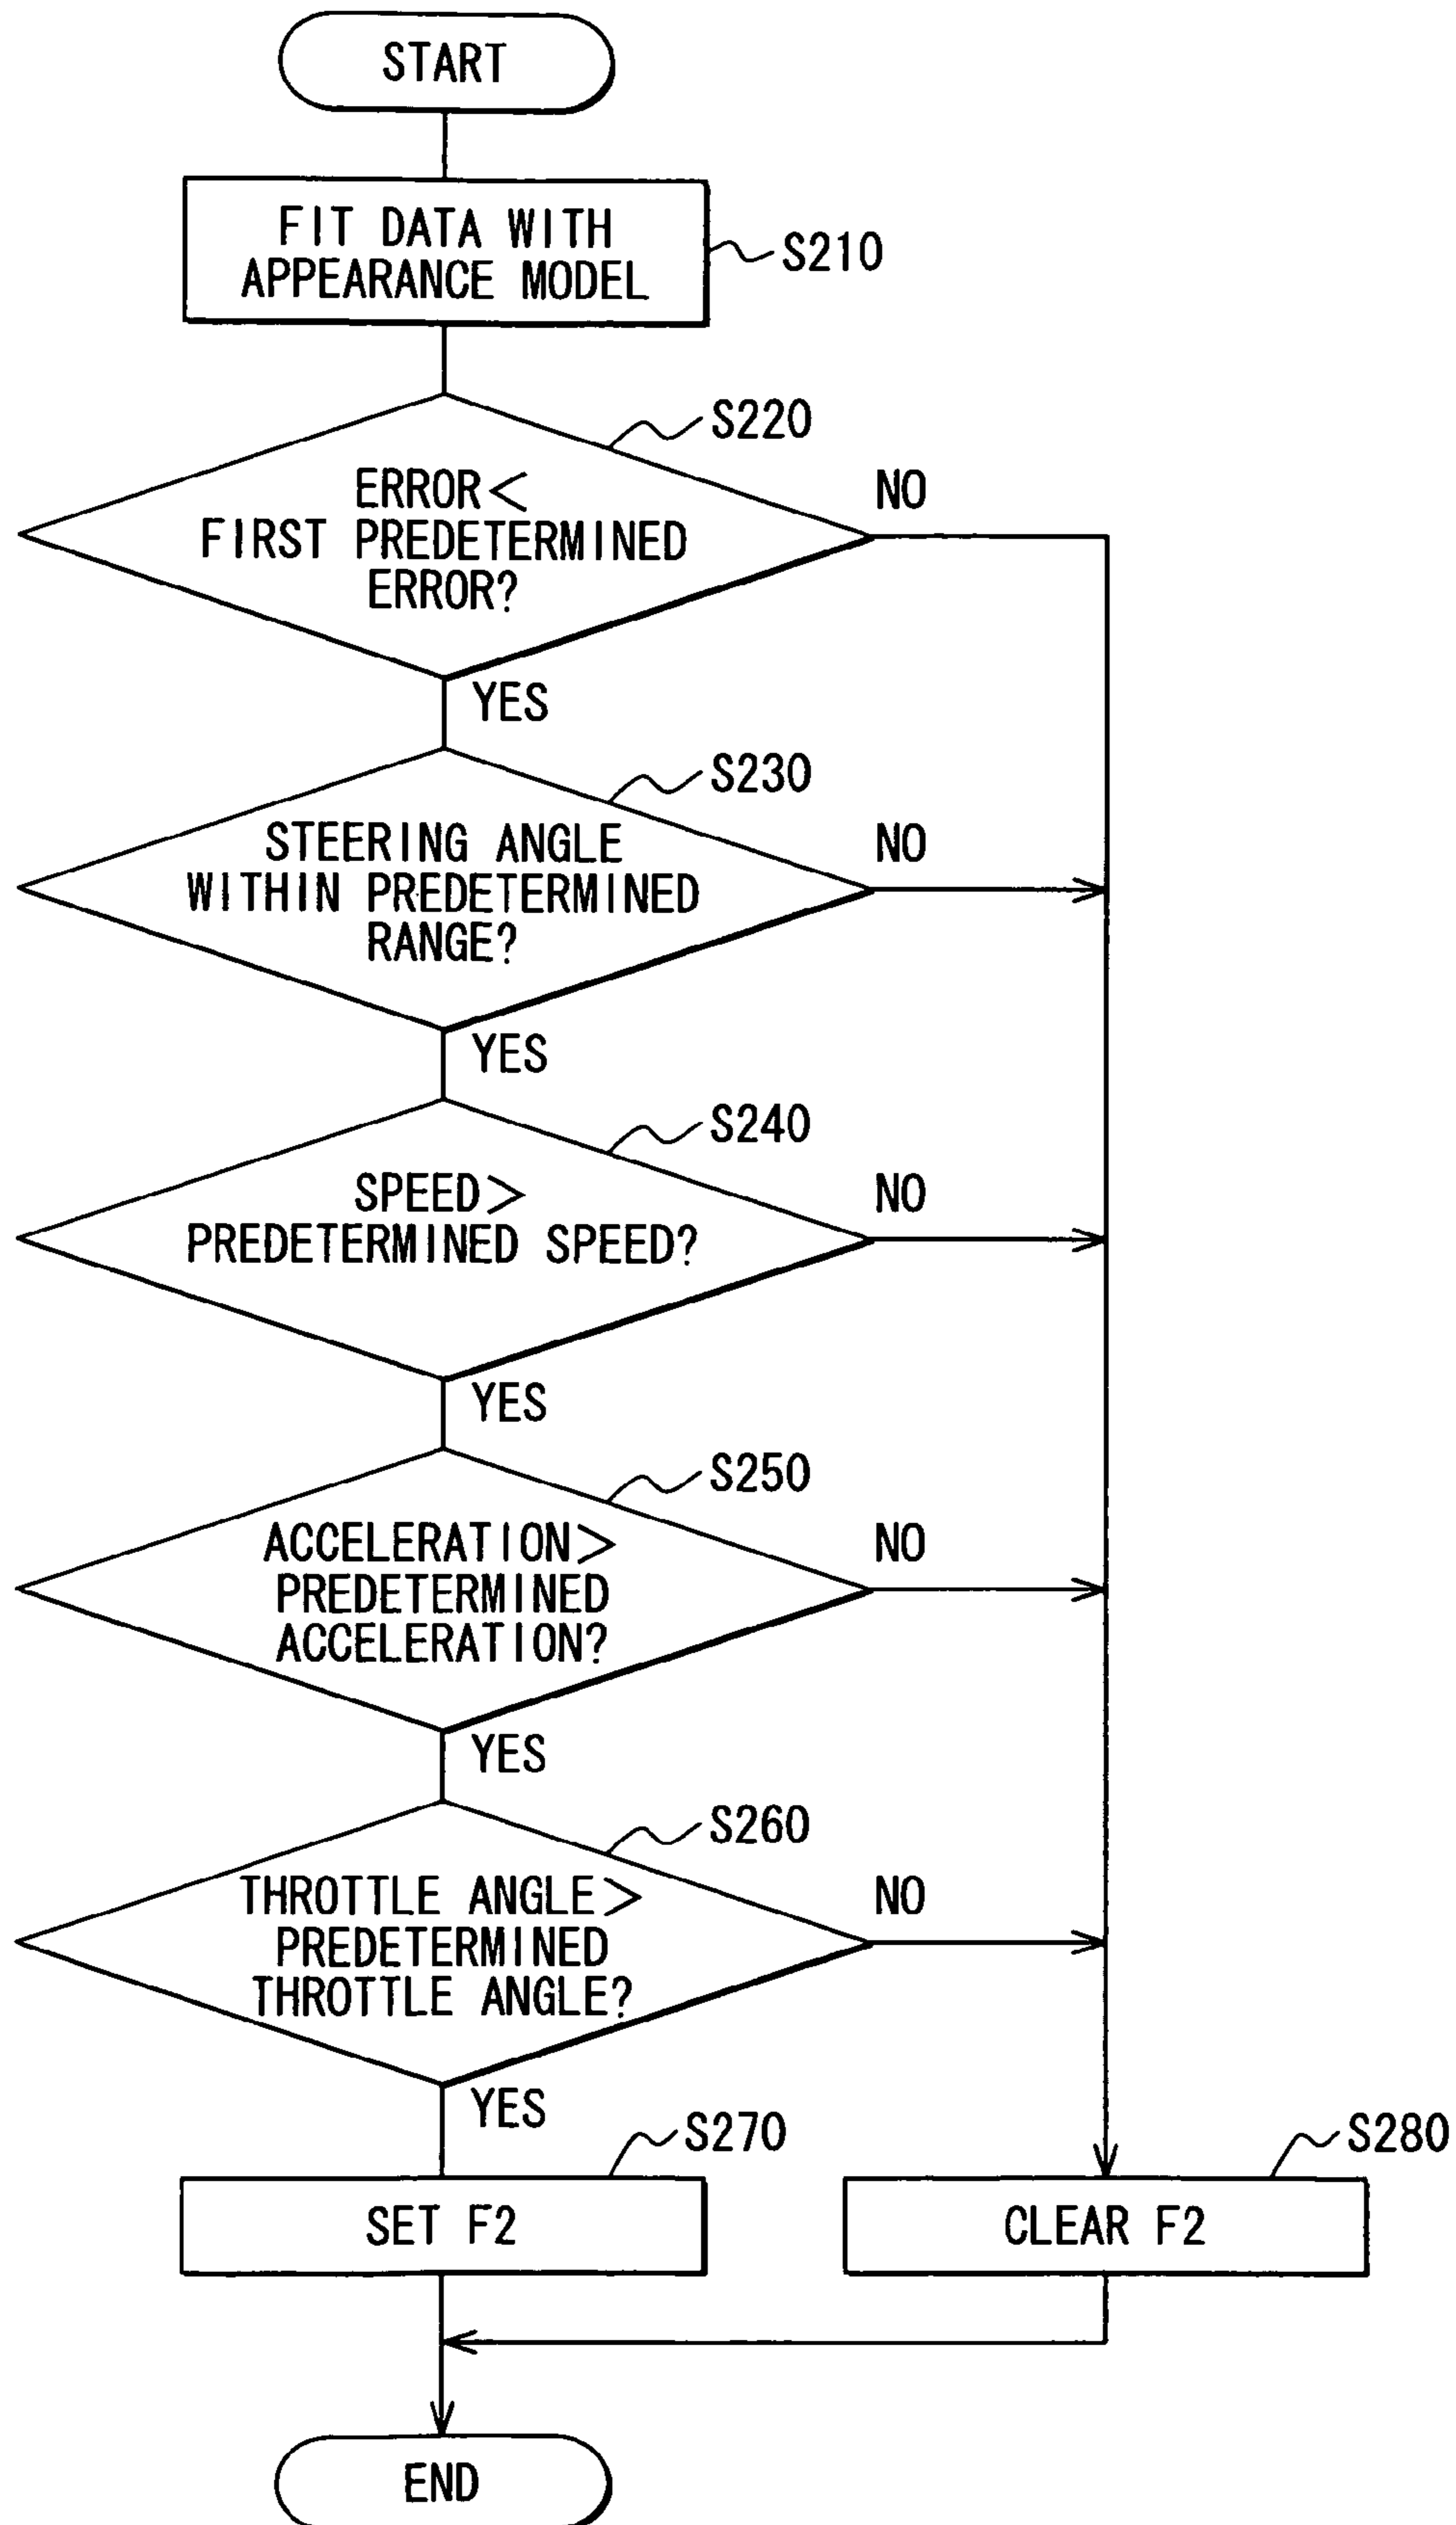 START
FIT DATA WITH
APPEARANCE MODEL
S210
S220
ERROR<
FIRST PREDETERMINED
ERROR?
NO
YES
S230
STEERING ANGLE
WITHIN PREDETERMINED
RANGE?
NO
YES
S240
SPEED>
PREDETERMINED SPEED?
NO
YES
S250
ACCELERATION>
PREDETERMINED
ACCELERATION?
NO
YES
S260
THROTTLE ANGLE>
PREDETERMINED
THROTTLE ANGLE?
NO
YES
S270
SET F2
S280
CLEAR F2
END